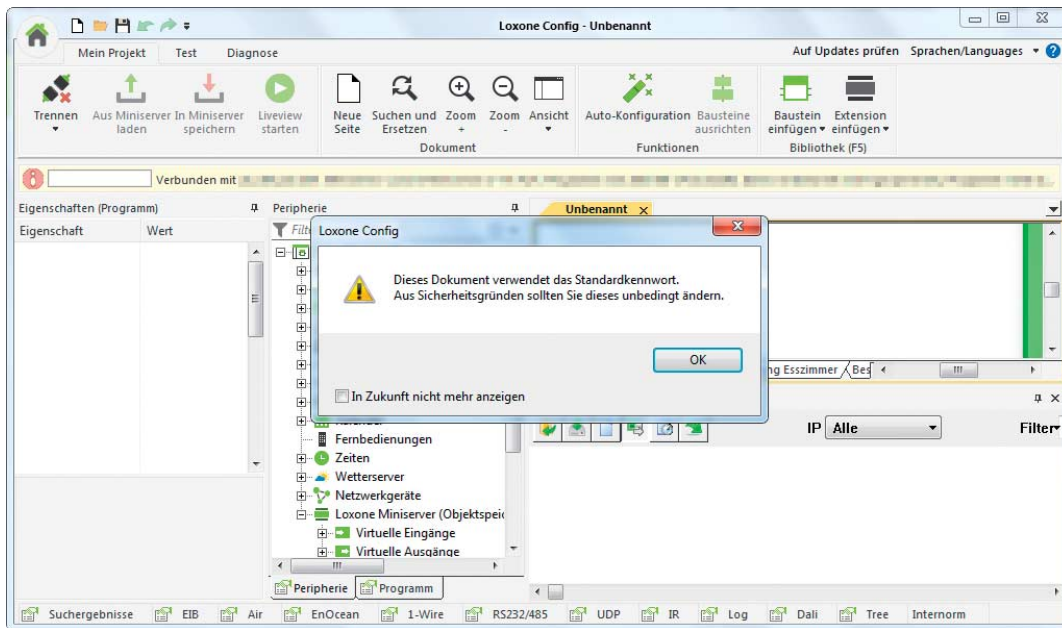 Loxone Config - Unbenannt
Mein Projekt Test Diagnose
Auf Updates prüfen Sprachen/Languages
Trennen
Aus Miniserver laden
In Miniserver speichern
Liveview starten
Neue Seite
Suchen und Ersetzen
Zoom +
Zoom -
Ansicht
Auto-Konfiguration
Bausteine ausrichten
Baustein einfügen
Extension einfügen
Dokument
Funktionen
Bibliothek (F5)
Verbunden mit
Eigenschaften (Programm)
Peripherie
Unbenannt x
Eigenschaft Wert
Loxone Config
Dieses Dokument verwendet das Standardkennwort.
Aus Sicherheitsgründen sollten Sie dieses unbedingt ändern.
OK
In Zukunft nicht mehr anzeigen
Esszimmer
IP Alle
Filter
Fernbedienungen
Zeiten
Wetterserver
Netzwerkgeräte
Loxone Miniserver (Objektspeic
Virtuelle Eingänge
Virtuelle Ausgänge
Peripherie Programm
Suchergebnisse EIB Air EnOcean 1-Wire RS232/485 UDP IR Log Dali Tree Internorm